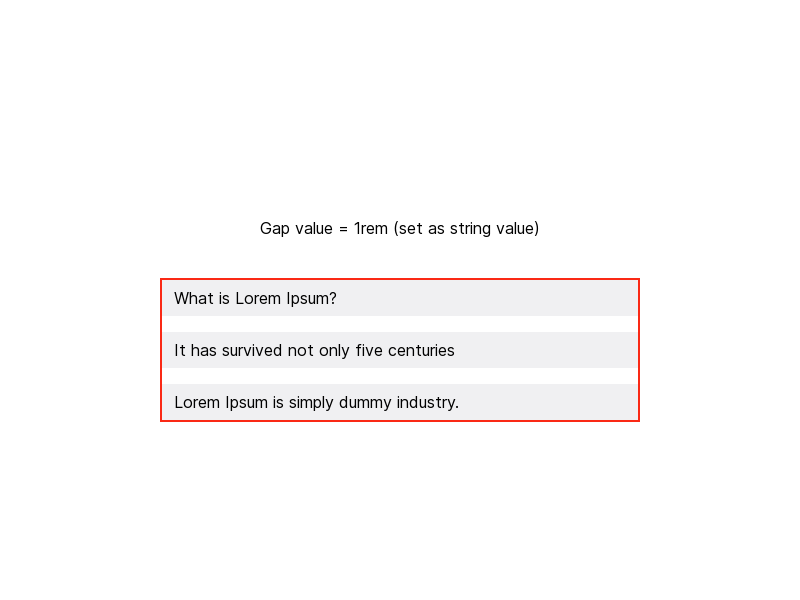 Gap value = 1rem (set as string value)
What is Lorem Ipsum?
It has survived not only five centuries
Lorem Ipsum is simply dummy industry.